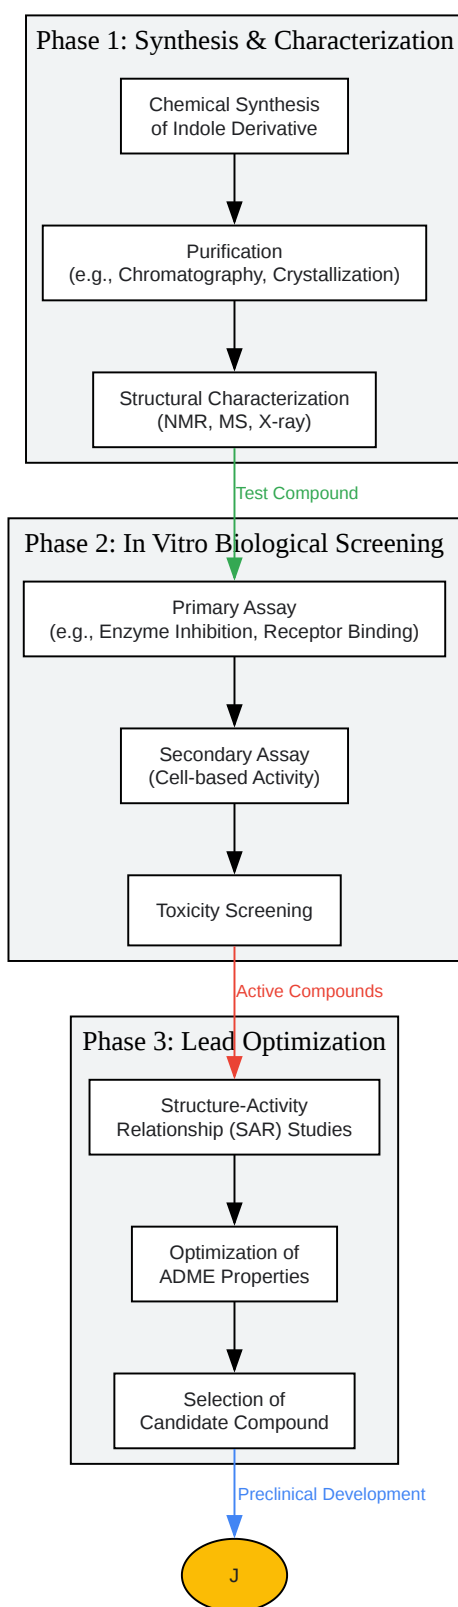 Phase 1: Synthesis & Characterization
Chemical Synthesis
of Indole Derivative
Purification
(e.g., Chromatography, Crystallization)
Structural Characterization
(NMR, MS, X-ray)
Test Compound
Phase 2: In Vitro Biological Screening
Primary Assay
(e.g., Enzyme Inhibition, Receptor Binding)
Secondary Assay
(Cell-based Activity)
Toxicity Screening
Active Compounds
Phase 3: Lead Optimization
Structure-Activity
Relationship (SAR) Studies
Optimization of
ADME Properties
Selection of
Candidate Compound
Preclinical Development
J